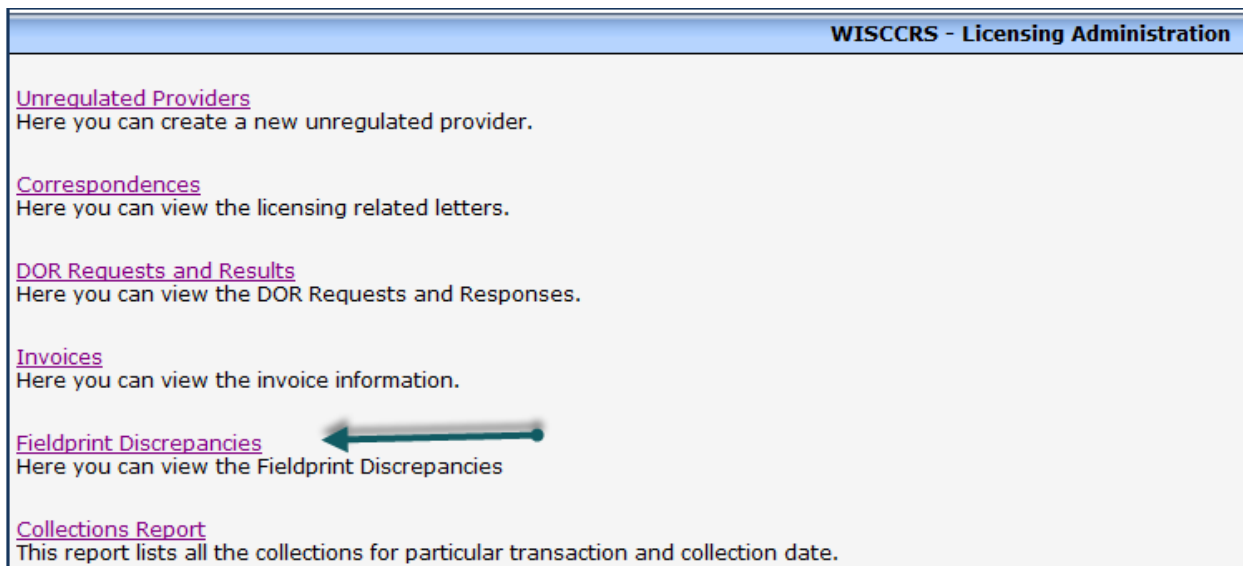 WISCCRS - Licensing Administration
Unregulated Providers
Here you can create a new unregulated provider.
Correspondences
Here you can view the licensing related letters.
DOR Requests and Results
Here you can view the DOR Requests and Responses.
Invoices
Here you can view the invoice information.
Fieldprint Discrepancies
Here you can view the Fieldprint Discrepancies
Collections Report
This report lists all the collections for particular transaction and collection date.